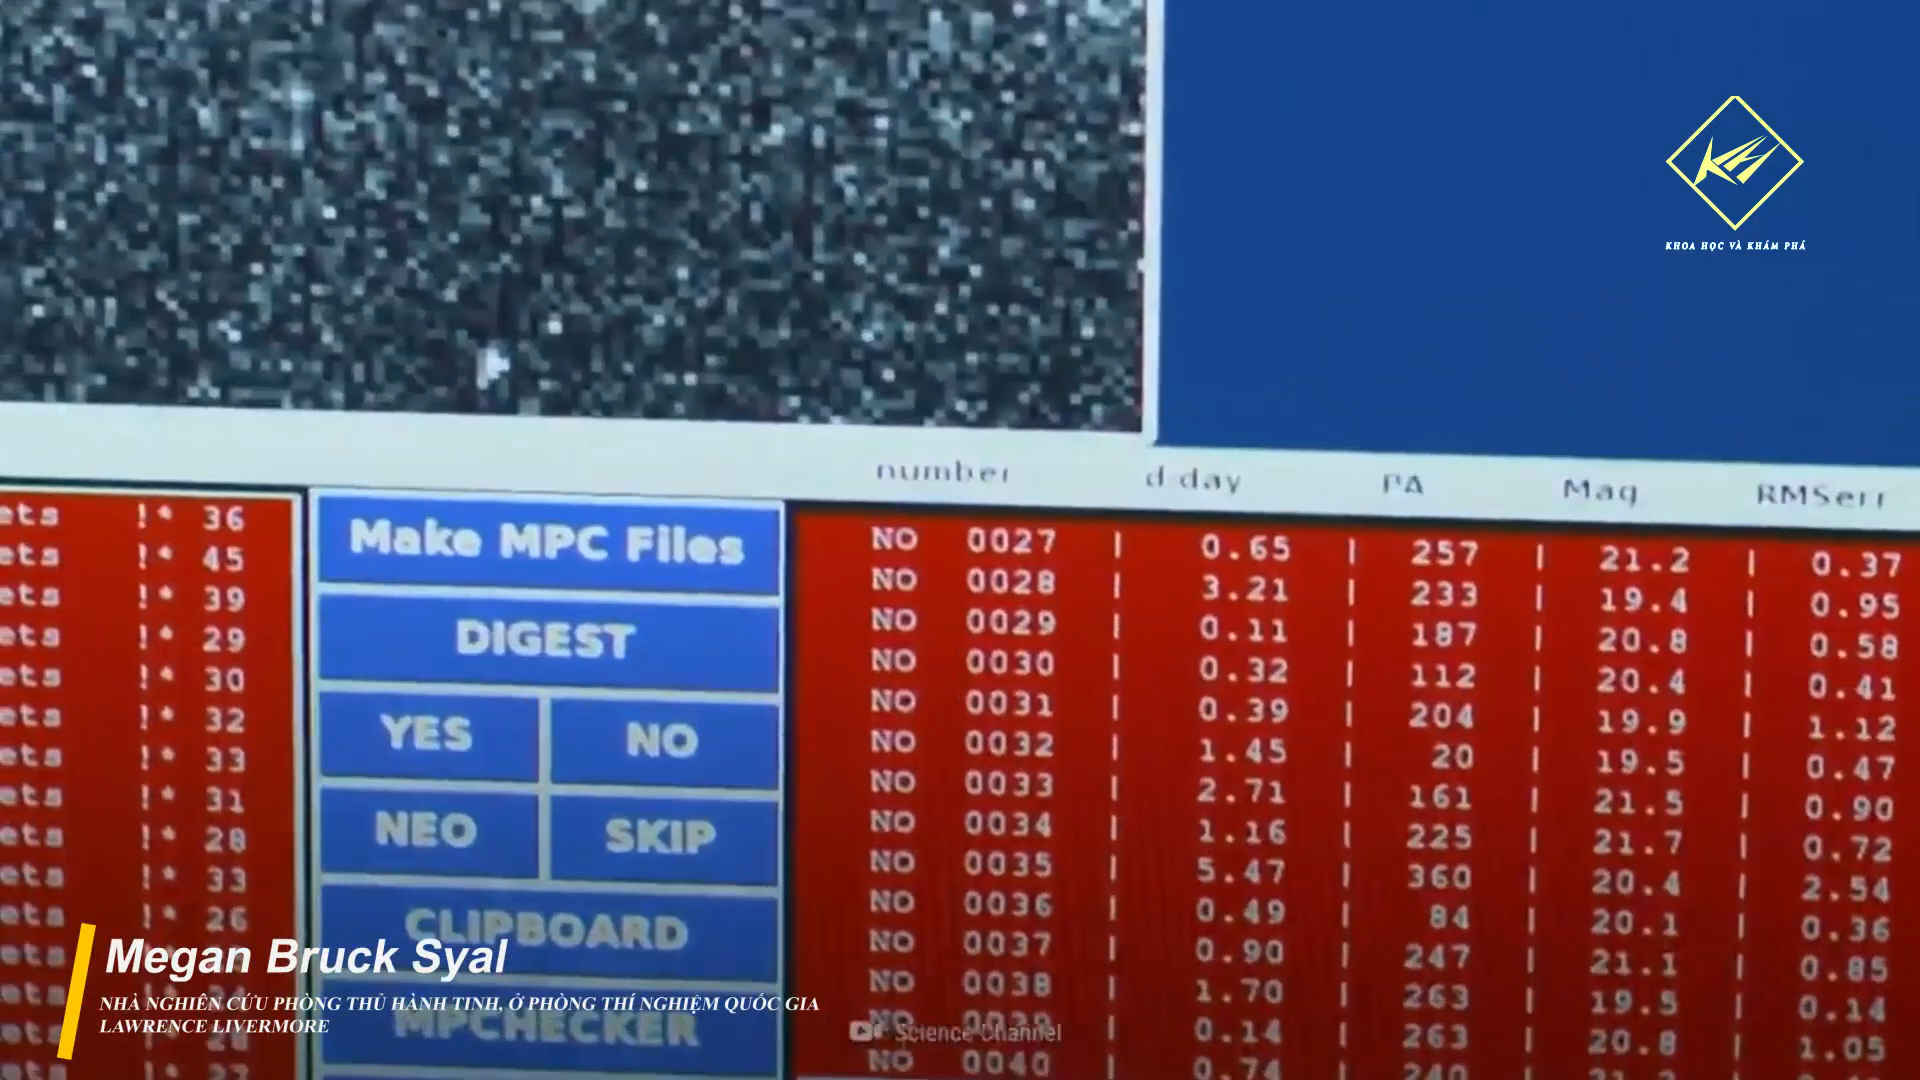 KHOA HỌC VÀ KHÁM PHÁ
number d day PA Mag RMSerr
ets !* 36
ets !* 45
ets !* 39
ets !* 29
ets !* 30
ets !* 32
ets !* 33
ets !* 31
ets !* 28
ets !* 33
ets !* 26
Make MPC Files
DIGEST
YES NO
NEO SKIP
CLIPBOARD
MPCHECKER
NO 0027 | 0.65 | 257 | 21.2 | 0.37
NO 0028 | 3.21 | 233 | 19.4 | 0.95
NO 0029 | 0.11 | 187 | 20.8 | 0.58
NO 0030 | 0.32 | 112 | 20.4 | 0.41
NO 0031 | 0.39 | 204 | 19.9 | 1.12
NO 0032 | 1.45 | 20 | 19.5 | 0.47
NO 0033 | 2.71 | 161 | 21.5 | 0.90
NO 0034 | 1.16 | 225 | 21.7 | 0.72
NO 0035 | 5.47 | 360 | 20.4 | 2.54
NO 0036 | 0.49 | 84 | 20.1 | 0.36
NO 0037 | 0.90 | 247 | 21.1 | 0.85
NO 0038 | 1.70 | 263 | 19.5 | 0.14
NO 0039 | 0.14 | 263 | 20.8 | 1.05
NO 0040 | 0.74 | 240
Megan Bruck Syal
NHÀ NGHIÊN CỨU PHÒNG THỦ HÀNH TINH, Ở PHÒNG THÍ NGHIỆM QUỐC GIA
LAWRENCE LIVERMORE
Science Channel